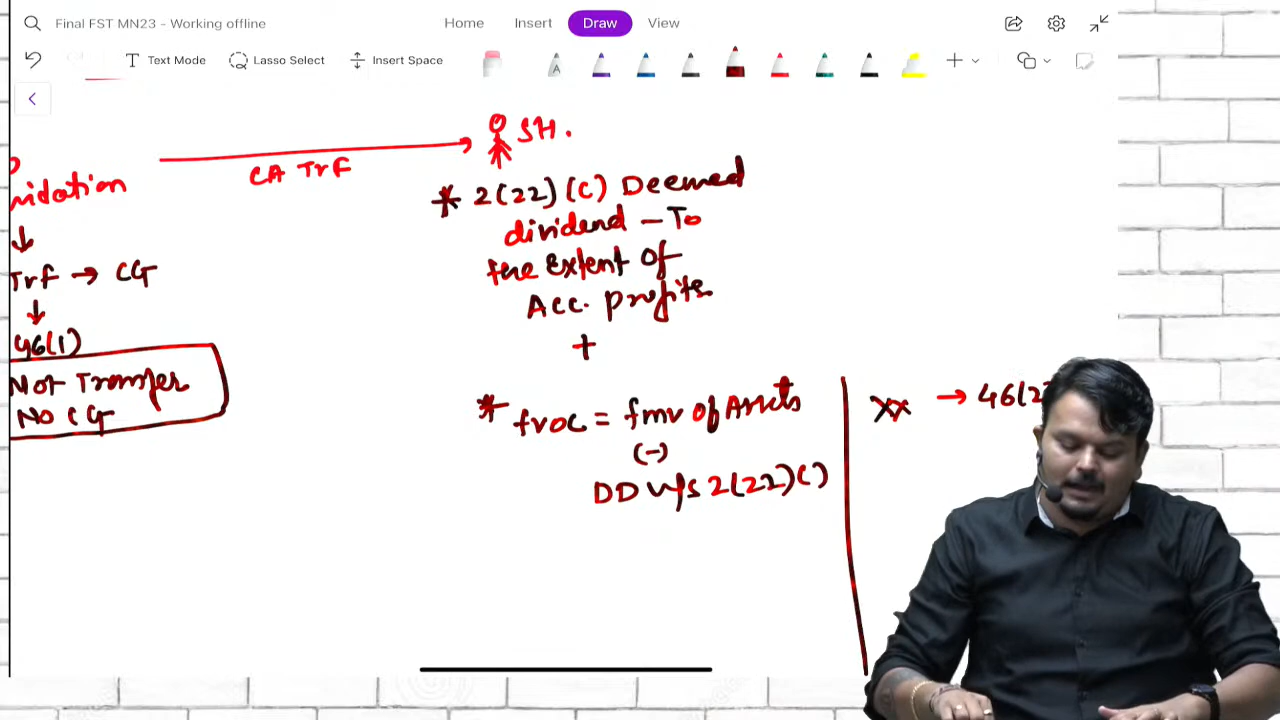 Final FST MN23 - Working offline
Home Insert Draw View
Text Mode Lasso Select Insert Space
A
SH.
CA Trf
nidation
* 2(22)(c) Deemed
dividend - To
the Extent Of
Acc. profits
Trf → CG
46(1)
Not Transfer
No CG
+
* fvoc = fmv of Assets
(-)
DD u/s 2(22)()
xx → 46(2